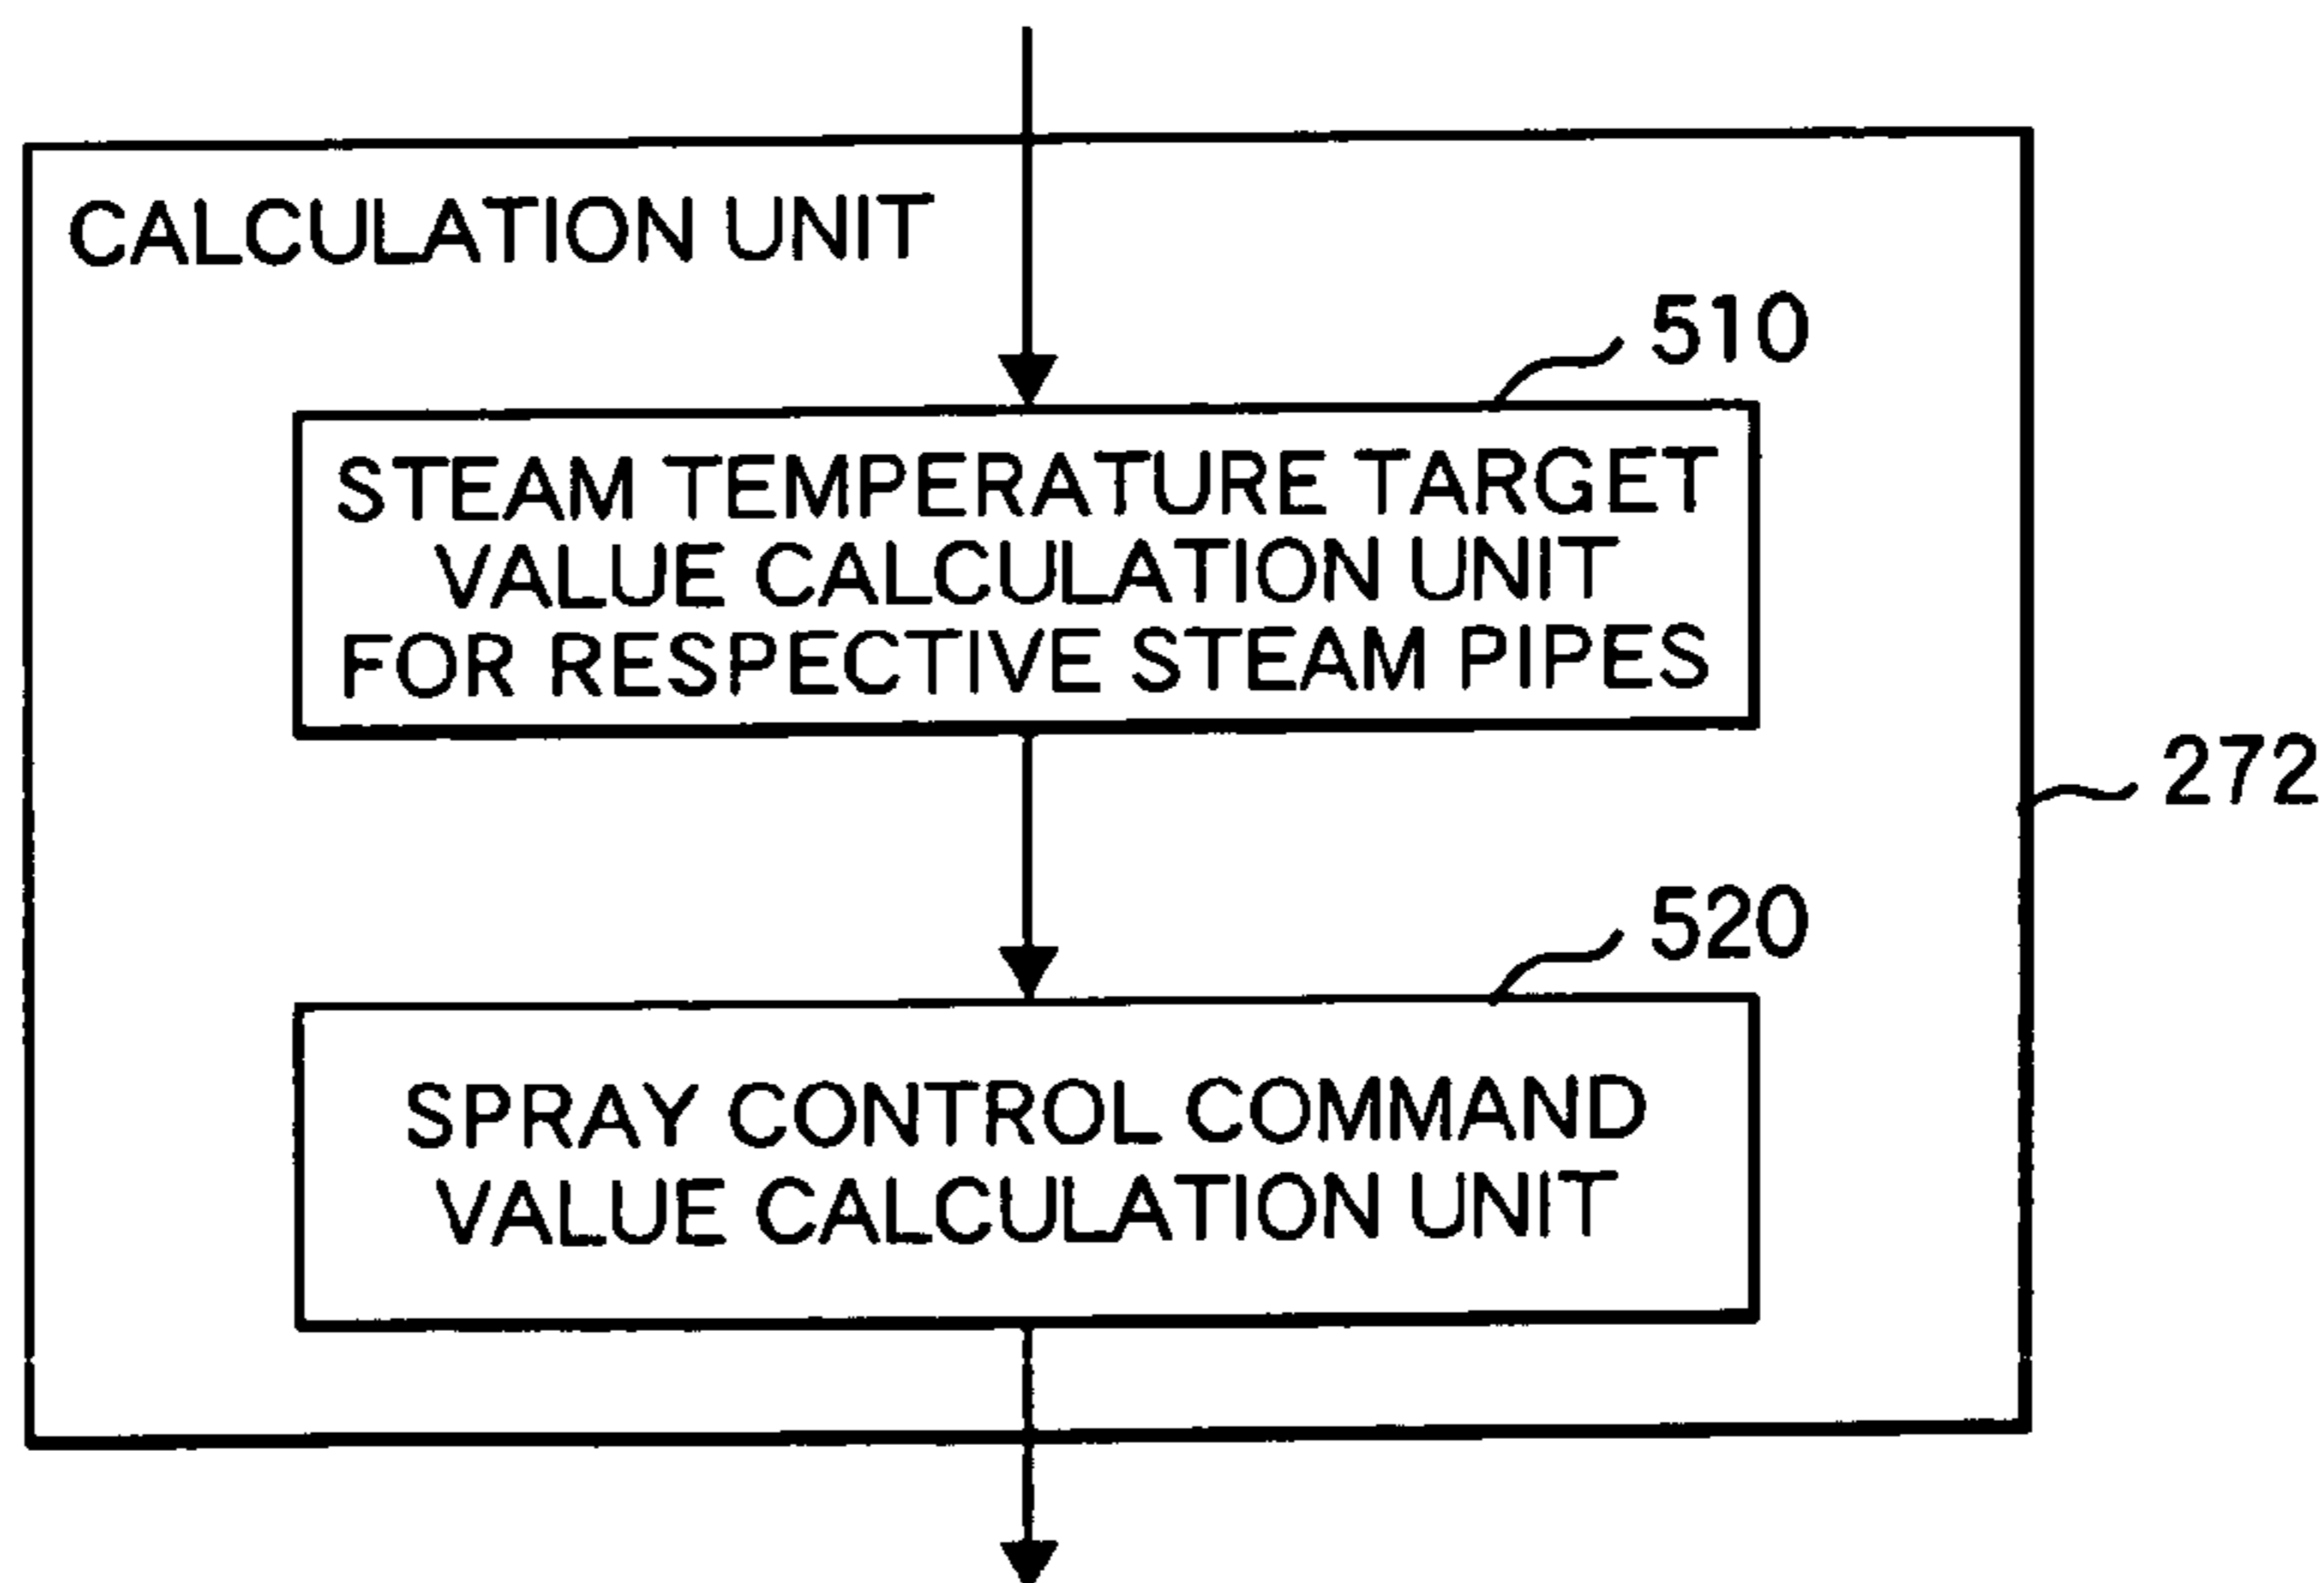 CALCULATION UNIT
510
STEAM TEMPERATURE TARGET
VALUE CALCULATION UNIT
FOR RESPECTIVE STEAM PIPES
272
520
SPRAY CONTROL COMMAND
VALUE CALCULATION UNIT